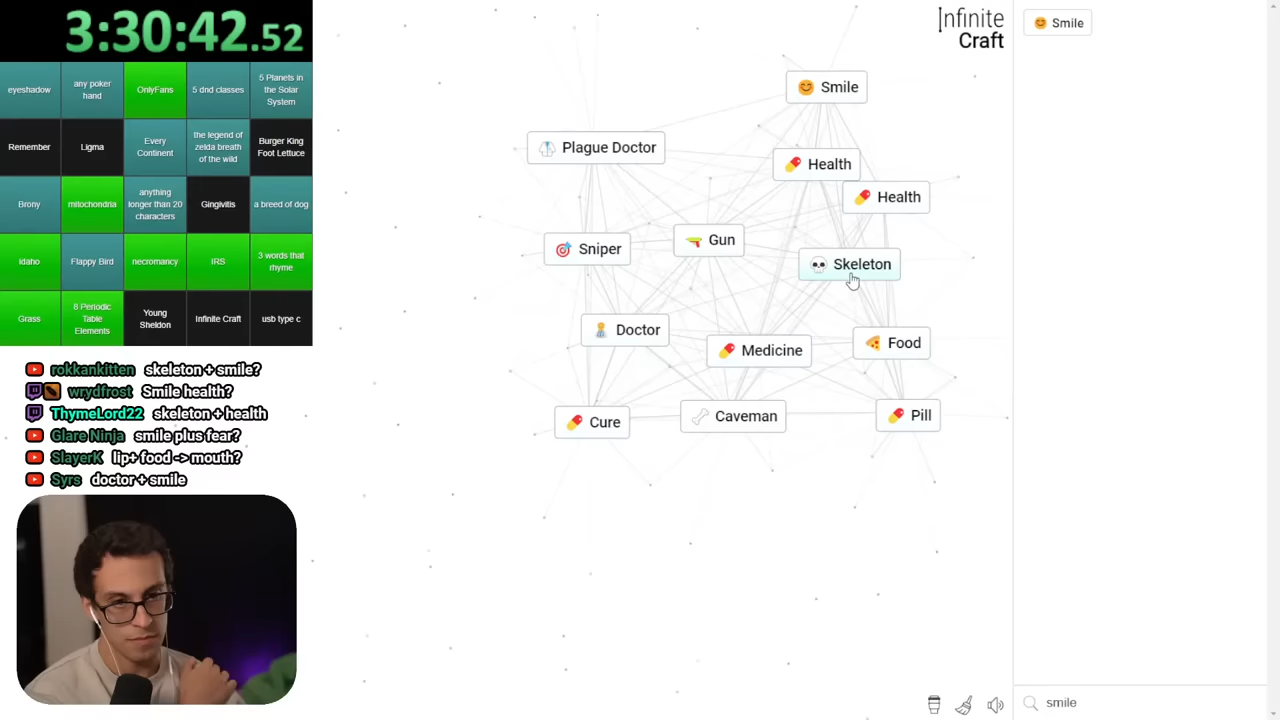 3:30:42.52
eyeshadow
any poker
hand
OnlyFans
5 dnd classes
5 Planets in
the Solar
System
Remember
Ligma
Every
Continent
the legend of
zelda breath
of the wild
Burger King
Foot Lettuce
Brony
mitochondria
anything
longer than 20
characters
Gingivitis
a breed of dog
idaho
Flappy Bird
necromancy
IRS
3 words that
rhyme
Grass
8 Periodic
Table
Elements
Young
Sheldon
Infinite Craft
usb type c
rokkankitten skeleton + smile?
wrydfrost Smile health?
ThymeLord22 skeleton + health
Glare Ninja smile plus fear?
SlayerK lip+ food -> mouth?
Syrs doctor + smile
Infinite
Craft
Smile
Plague Doctor
Health
Health
Gun
Sniper
Skeleton
Doctor
Medicine
Food
Cure
Caveman
Pill
Smile
smile